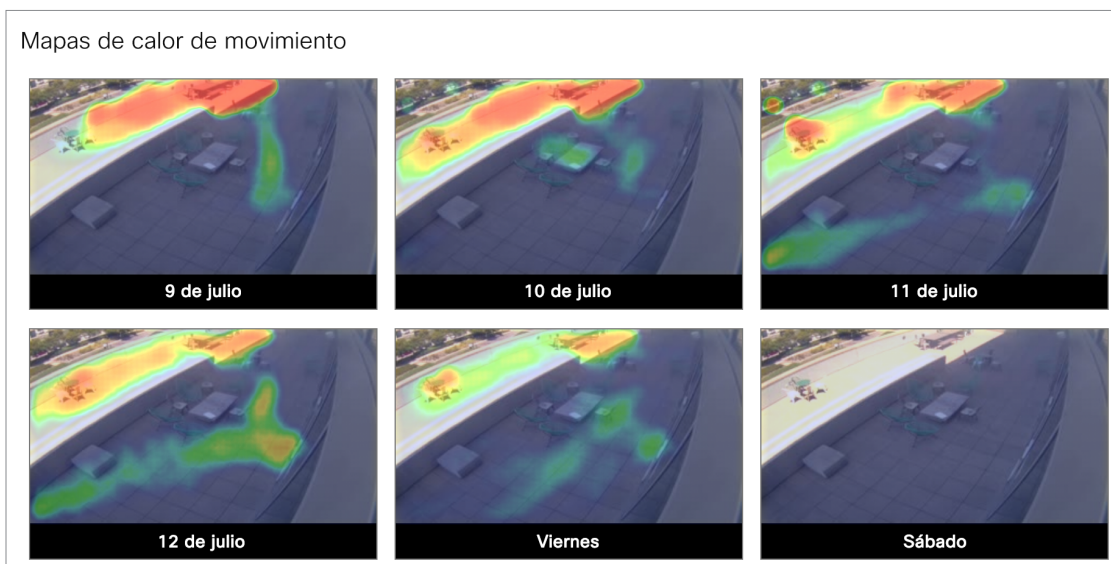 Mapas de calor de movimiento
9 de julio
10 de julio
11 de julio
12 de julio
Viernes
Sábado